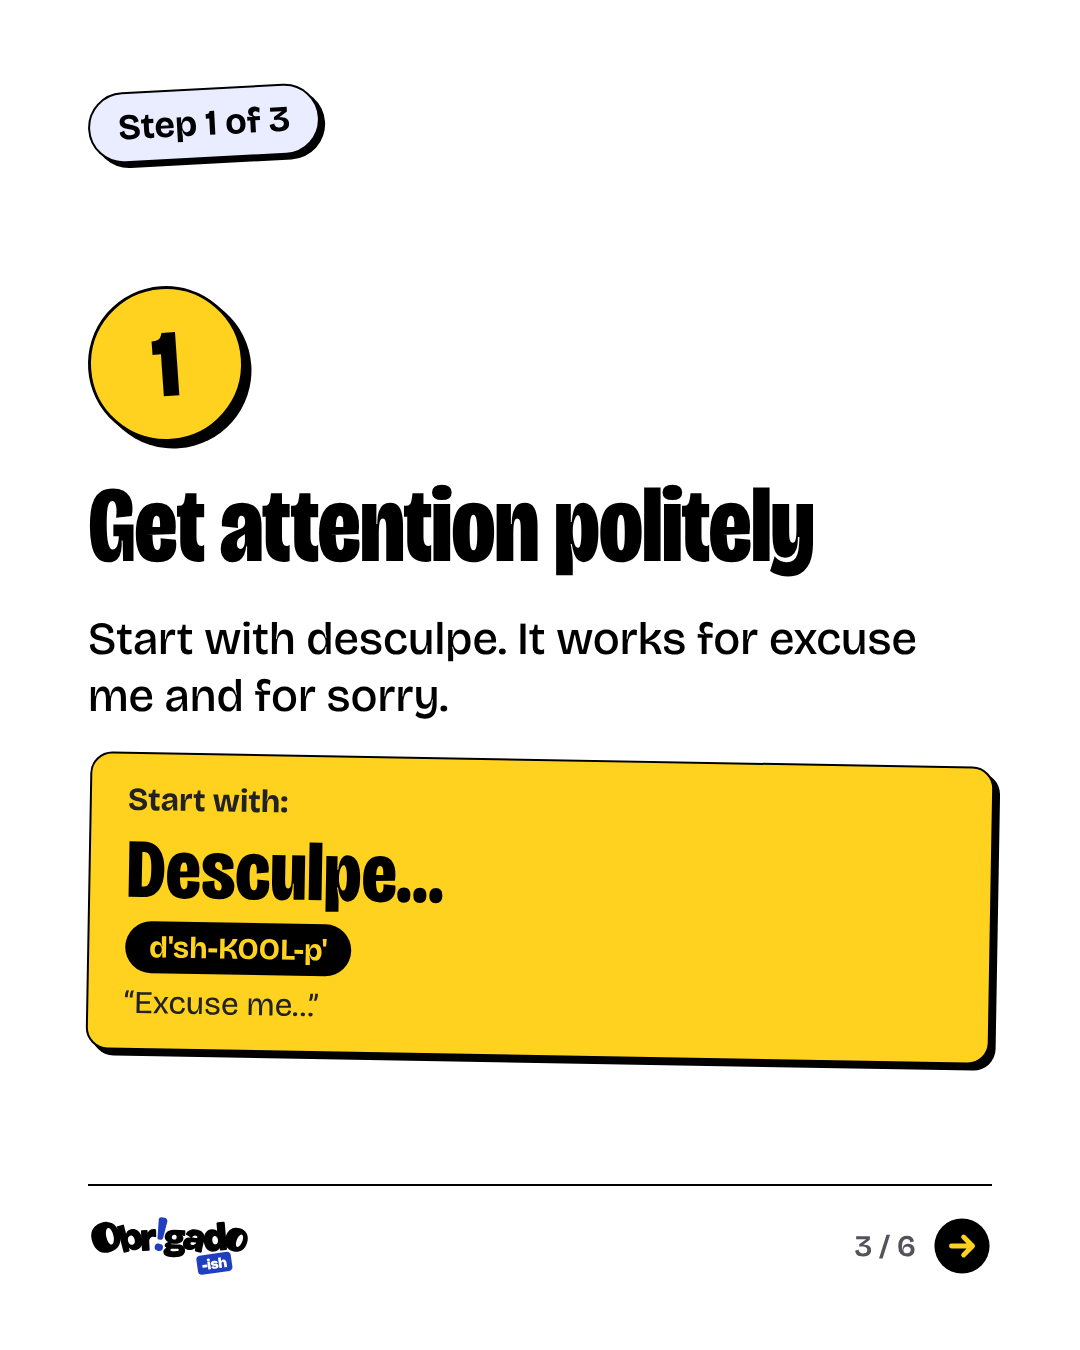 Step 1 of 3
1
Get attention politely
Start with desculpe. It works for excuse
me and for sorry.
Start with:
Desculpe...
d'sh-KOOL-p'
“Excuse me...”
Obr!gado
-ish
3 / 6